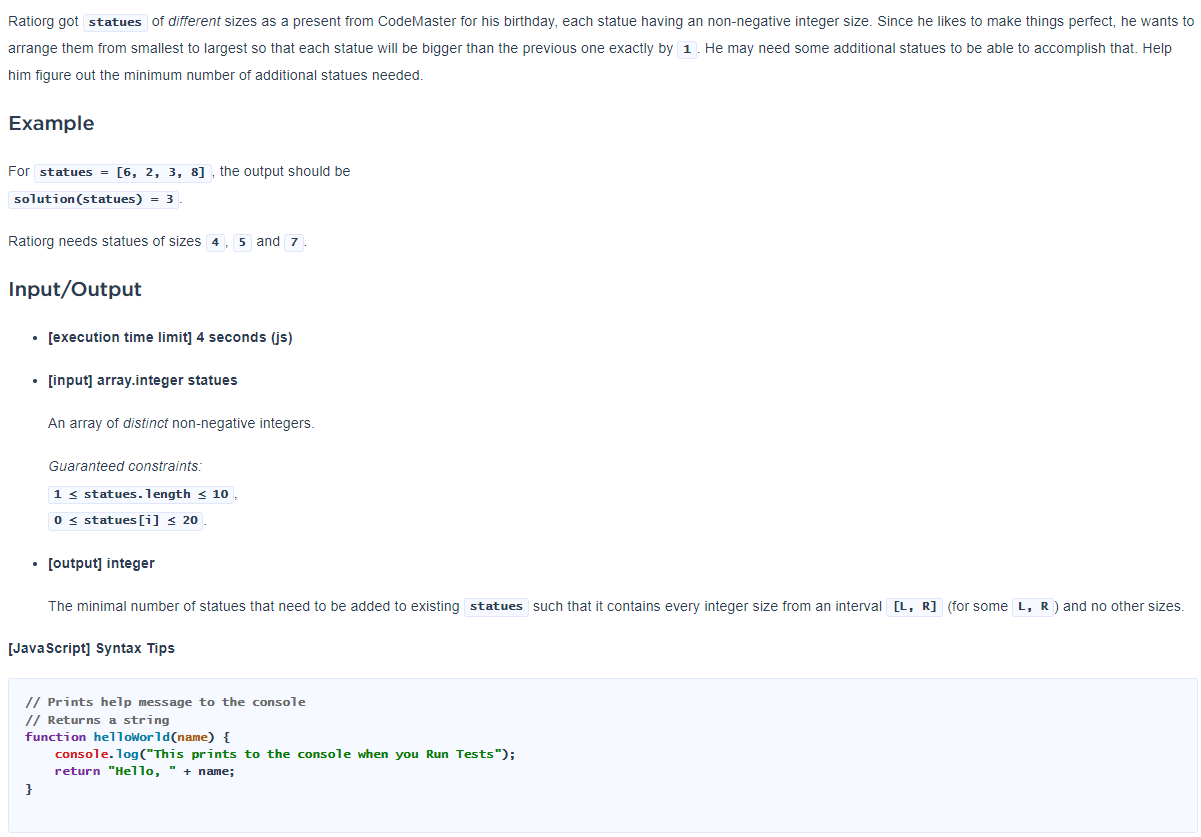 Ratiorg got statues of different sizes as a present from CodeMaster for his birthday, each statue having an non-negative integer size. Since he likes to make things perfect, he wants to
arrange them from smallest to largest so that each statue will be bigger than the previous one exactly by 1. He may need some additional statues to be able to accomplish that. Help
him figure out the minimum number of additional statues needed.
Example
For statues = [6, 2, 3, 8], the output should be
solution(statues) = 3.
Ratiorg needs statues of sizes 4, 5 and 7.
Input/Output
• [execution time limit] 4 seconds (js)
• [input] array.integer statues
An array of distinct non-negative integers.
Guaranteed constraints:
1 ≤ statues.length ≤ 10,
0 ≤ statues[i] ≤ 20.
• [output] integer
The minimal number of statues that need to be added to existing statues such that it contains every integer size from an interval [L, R] (for some L, R) and no other sizes.
[JavaScript] Syntax Tips
// Prints help message to the console
// Returns a string
function helloWorld(name) {
    console.log("This prints to the console when you Run Tests");
    return "Hello, " + name;
}